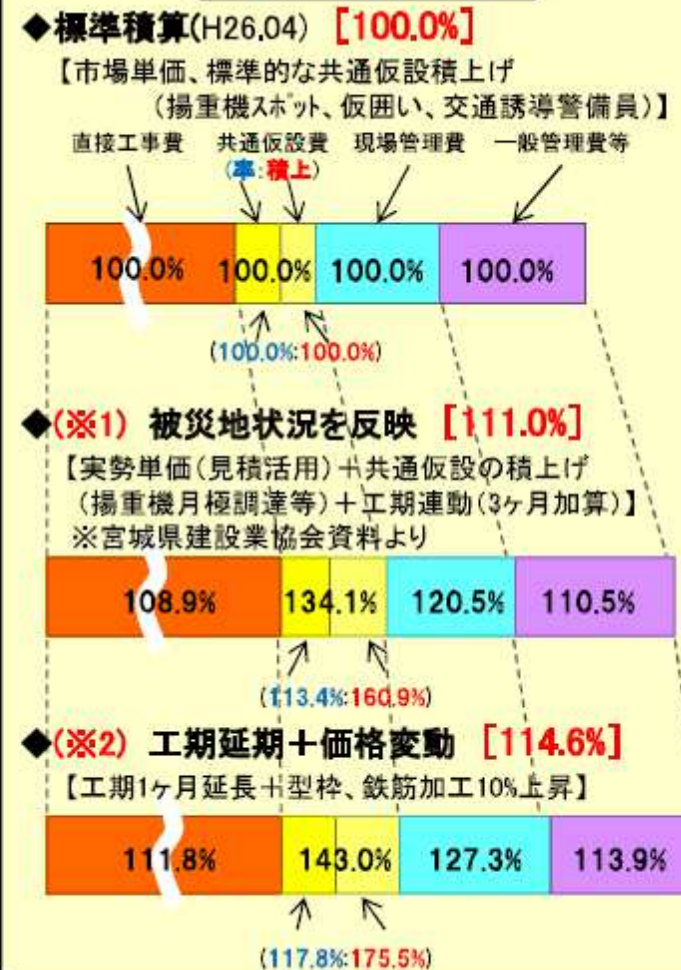 ◆標準積算(H26.04) [100.0%]
【市場単価、標準的な共通仮設積上げ
(揚重機スポット、仮囲い、交通誘導警備員)】
直接工事費 共通仮設費 現場管理費 一般管理費等
(率:積上)
100.0% 100.0% 100.0% 100.0%
(100.0%:100.0%)
◆(※1) 被災地状況を反映 [111.0%]
【実勢単価(見積活用)+共通仮設の積上げ
(揚重機月極調達等)+工期連動(3ヶ月加算)】
※宮城県建設業協会資料より
108.9% 134.1% 120.5% 110.5%
(113.4%:160.9%)
◆(※2) 工期延期+価格変動 [114.6%]
【工期1ヶ月延長+型枠、鉄筋加工10%上昇】
111.8% 143.0% 127.3% 113.9%
(117.8%:175.5%)